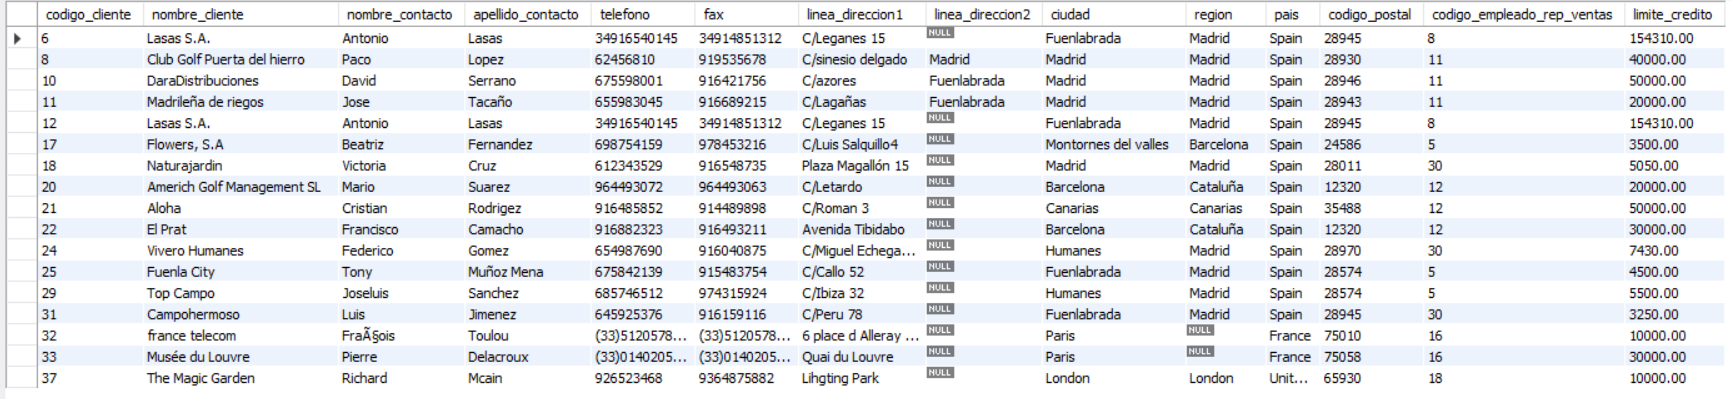 codigo_cliente nombre_cliente nombre_contacto apellido_contacto telefono fax linea_direccion1 linea_direccion2 ciudad region pais codigo_postal codigo_empleado_rep_ventas limite_credito
6 Lasas S.A. Antonio Lasas 34916540145 34914851312 C/Leganes 15 NULL Fuenlabrada Madrid Spain 28945 8 154310.00
8 Club Golf Puerta del hierro Paco Lopez 62456810 919535678 C/sinesio delgado Madrid Madrid Madrid Spain 28930 11 40000.00
10 DaraDistribuciones David Serrano 675598001 916421756 C/azores Fuenlabrada Madrid Madrid Spain 28946 11 50000.00
11 Madrileña de riegos Jose Tacaño 655983045 916689215 C/Lagañas Fuenlabrada Madrid Madrid Spain 28943 11 20000.00
12 Lasas S.A. Antonio Lasas 34916540145 34914851312 C/Leganes 15 NULL Fuenlabrada Madrid Spain 28945 8 154310.00
17 Flowers, S.A Beatriz Fernandez 698754159 978453216 C/Luis Salquillo4 NULL Montornes del valles Barcelona Spain 24586 5 3500.00
18 Naturajardin Victoria Cruz 612343529 916548735 Plaza Magallón 15 NULL Madrid Madrid Spain 28011 30 5050.00
20 Americh Golf Management SL Mario Suarez 964493072 964493063 C/Letardo NULL Barcelona Cataluña Spain 12320 12 20000.00
21 Aloha Cristian Rodrigez 916485852 914489898 C/Roman 3 NULL Canarias Canarias Spain 35488 12 50000.00
22 El Prat Francisco Camacho 916882323 916493211 Avenida Tibidabo NULL Barcelona Cataluña Spain 12320 12 30000.00
24 Vivero Humanes Federico Gomez 654987690 916040875 C/Miguel Echega... NULL Humanes Madrid Spain 28970 30 7430.00
25 Fuenla City Tony Muñoz Mena 675842139 915483754 C/Callo 52 NULL Fuenlabrada Madrid Spain 28574 5 4500.00
29 Top Campo Joseluis Sanchez 685746512 974315924 C/Ibiza 32 NULL Humanes Madrid Spain 28574 5 5500.00
31 Campohermoso Luis Jimenez 645925376 916159116 C/Peru 78 NULL Fuenlabrada Madrid Spain 28945 30 3250.00
32 france telecom FraÃ§ois Toulou (33)5120578... (33)5120578... 6 place d Alleray ... NULL Paris NULL France 75010 16 10000.00
33 Musée du Louvre Pierre Delacroux (33)0140205... (33)0140205... Quai du Louvre NULL Paris NULL France 75058 16 30000.00
37 The Magic Garden Richard Mcain 926523468 9364875882 Lihgting Park NULL London London Unit... 65930 18 10000.00